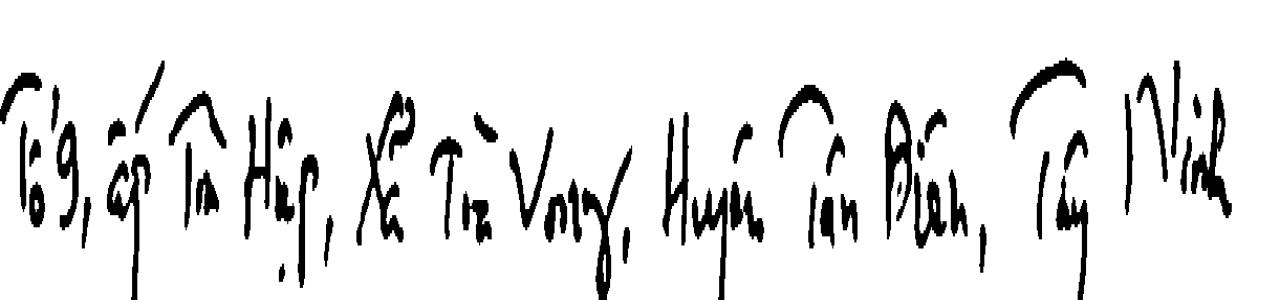 Tổ 9, ấp Tân Hiệp, Xã Trà Vong, Huyện Tân Biên, Tây Ninh